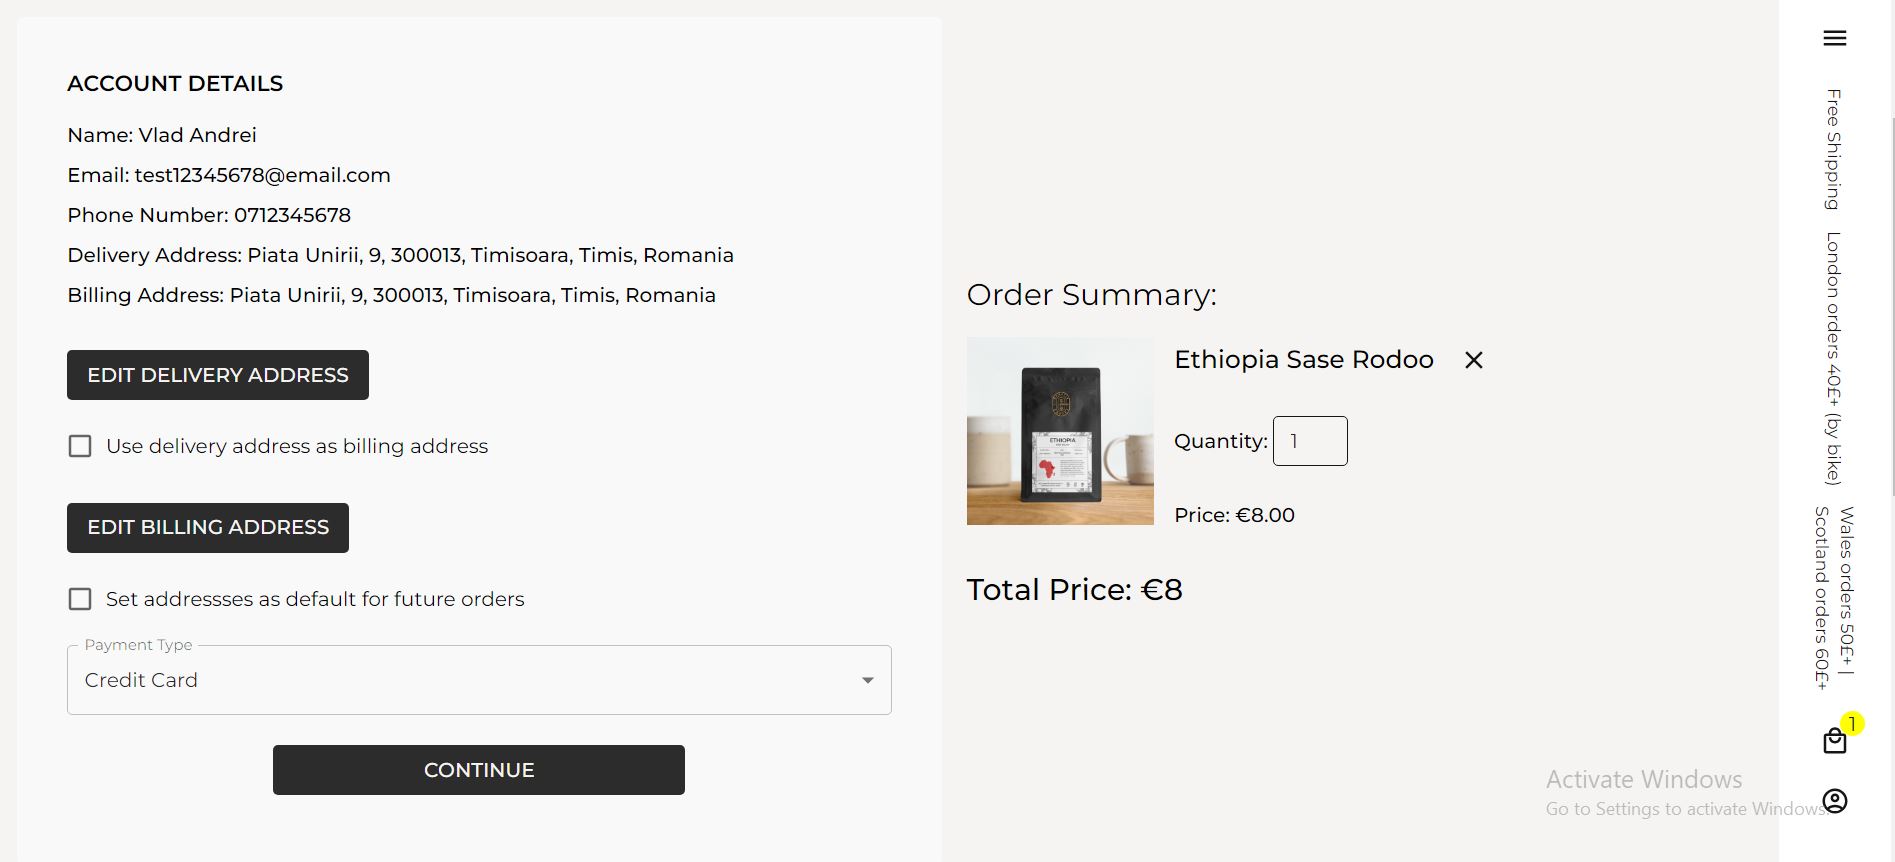 ACCOUNT DETAILS
Name: Vlad Andrei
Email: test12345678@email.com
Phone Number: 0712345678
Delivery Address: Piata Unirii, 9, 300013, Timisoara, Timis, Romania
Billing Address: Piata Unirii, 9, 300013, Timisoara, Timis, Romania
EDIT DELIVERY ADDRESS
Use delivery address as billing address
EDIT BILLING ADDRESS
Set addressses as default for future orders
Payment Type
Credit Card
CONTINUE
Order Summary:
ETHIOPIA
Ethiopia Sase Rodoo
Quantity: 1
Price: €8.00
Total Price: €8
Free Shipping
London orders 40£+ (by bike)
Wales orders 50£+ |
Scotland orders 60£+
1
Activate Windows
Go to Settings to activate Windows.